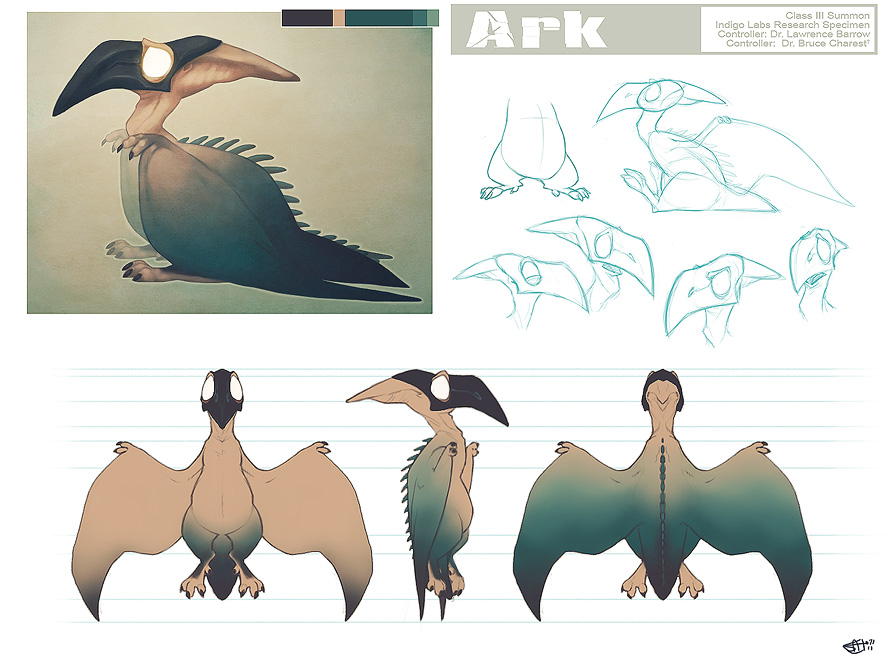 Ark
Class III Summon
Indigo Labs Research Specimen
Controller: Dr. Lawrence Barrow
Controller: Dr. Bruce Charest†